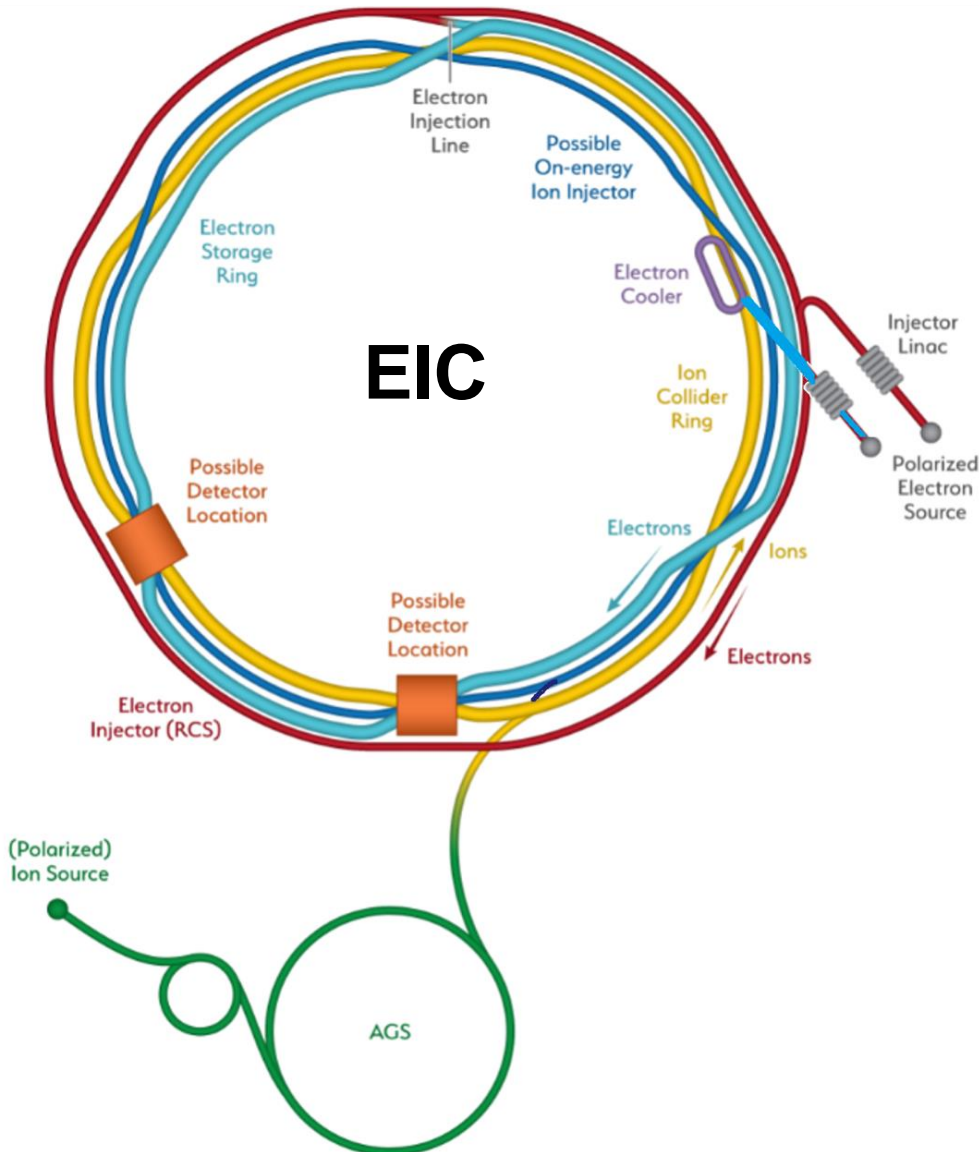 Electron
Injection
Line
Possible
On-energy
Ion Injector
Electron
Storage
Ring
Electron
Cooler
Injector
Linac
EIC
Ion
Collider
Ring
Possible
Detector
Location
Polarized
Electron
Source
Electrons
Ions
Possible
Detector
Location
Electrons
Electron
Injector (RCS)
(Polarized)
Ion Source
AGS